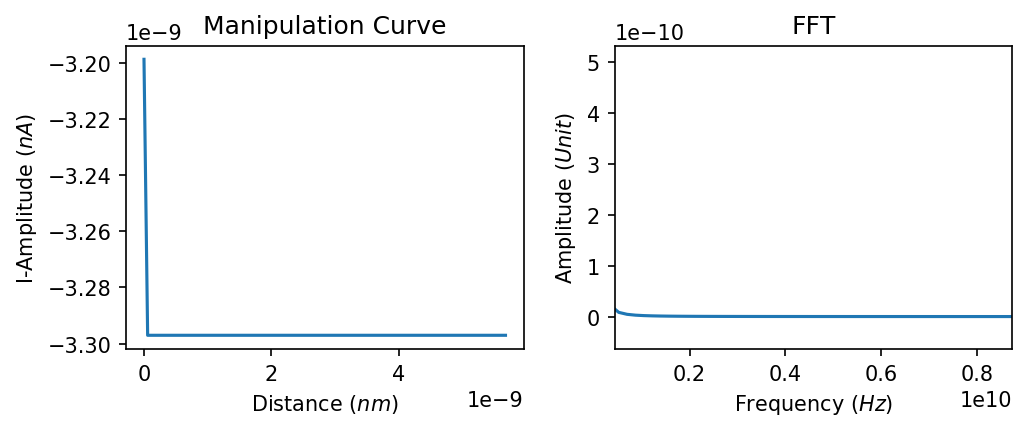 Manipulation Curve
1e−9
−3.20
−3.22
−3.24
−3.26
−3.28
−3.30
I-Amplitude (nA)
0 2 4
1e−9
Distance (nm)
FFT
1e−10
5
4
3
2
1
0
Amplitude (Unit)
0.2 0.4 0.6 0.8
1e10
Frequency (Hz)